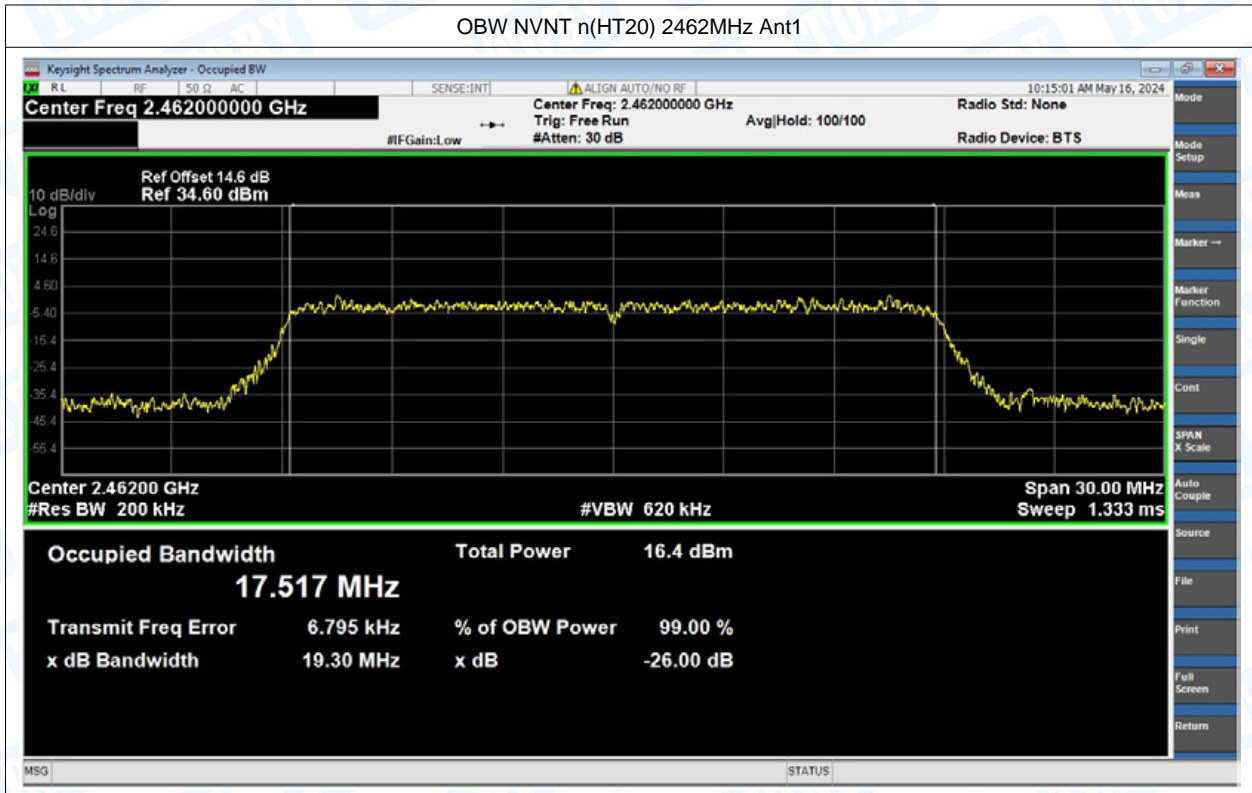 OBW NVNT n(HT20) 2462MHz Ant1
Keysight Spectrum Analyzer - Occupied BW
RL RF 50 Ω AC SENSE:INT ALIGN AUTO/NO RF 10:15:01 AM May 16, 2024
Center Freq 2.462000000 GHz
Center Freq: 2.462000000 GHz
Radio Std: None
Trig: Free Run
Avg|Hold: 100/100
#IFGain:Low
#Atten: 30 dB
Radio Device: BTS
Ref Offset 14.6 dB
10 dB/div Ref 34.60 dBm
Log
24.6
14.6
4.60
-5.40
-15.4
-25.4
-35.4
-45.4
-55.4
Center 2.46200 GHz
Span 30.00 MHz
#Res BW 200 kHz
#VBW 620 kHz
Sweep 1.333 ms
Occupied Bandwidth
Total Power 16.4 dBm
17.517 MHz
Transmit Freq Error 6.795 kHz
% of OBW Power 99.00 %
x dB Bandwidth 19.30 MHz
x dB -26.00 dB
MSG
STATUS
Mode
Mode
Setup
Meas
Marker →
Marker
Function
Single
Cont
SPAN
X Scale
Auto
Couple
Source
File
Print
Full
Screen
Return